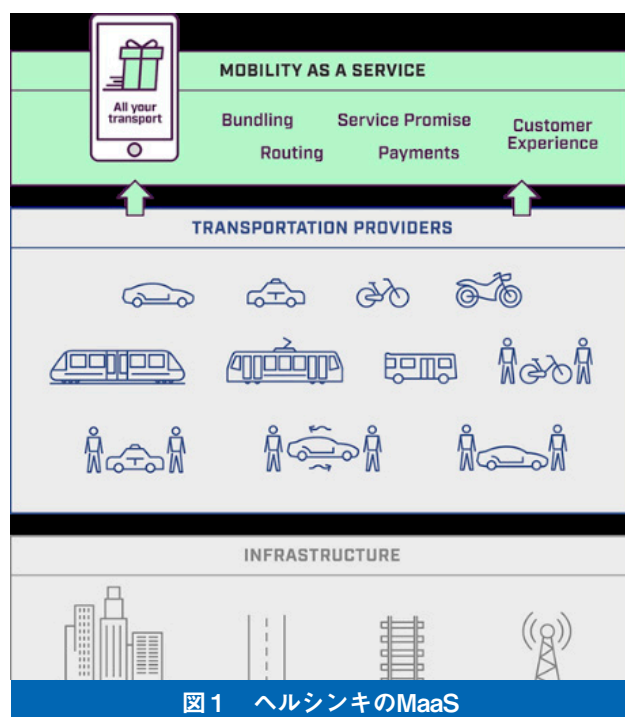 MOBILITY AS A SERVICE
All your
transport
Bundling
Service Promise
Customer
Experience
Routing
Payments
TRANSPORTATION PROVIDERS
T
INFRASTRUCTURE
図1 ヘルシンキのMaaS